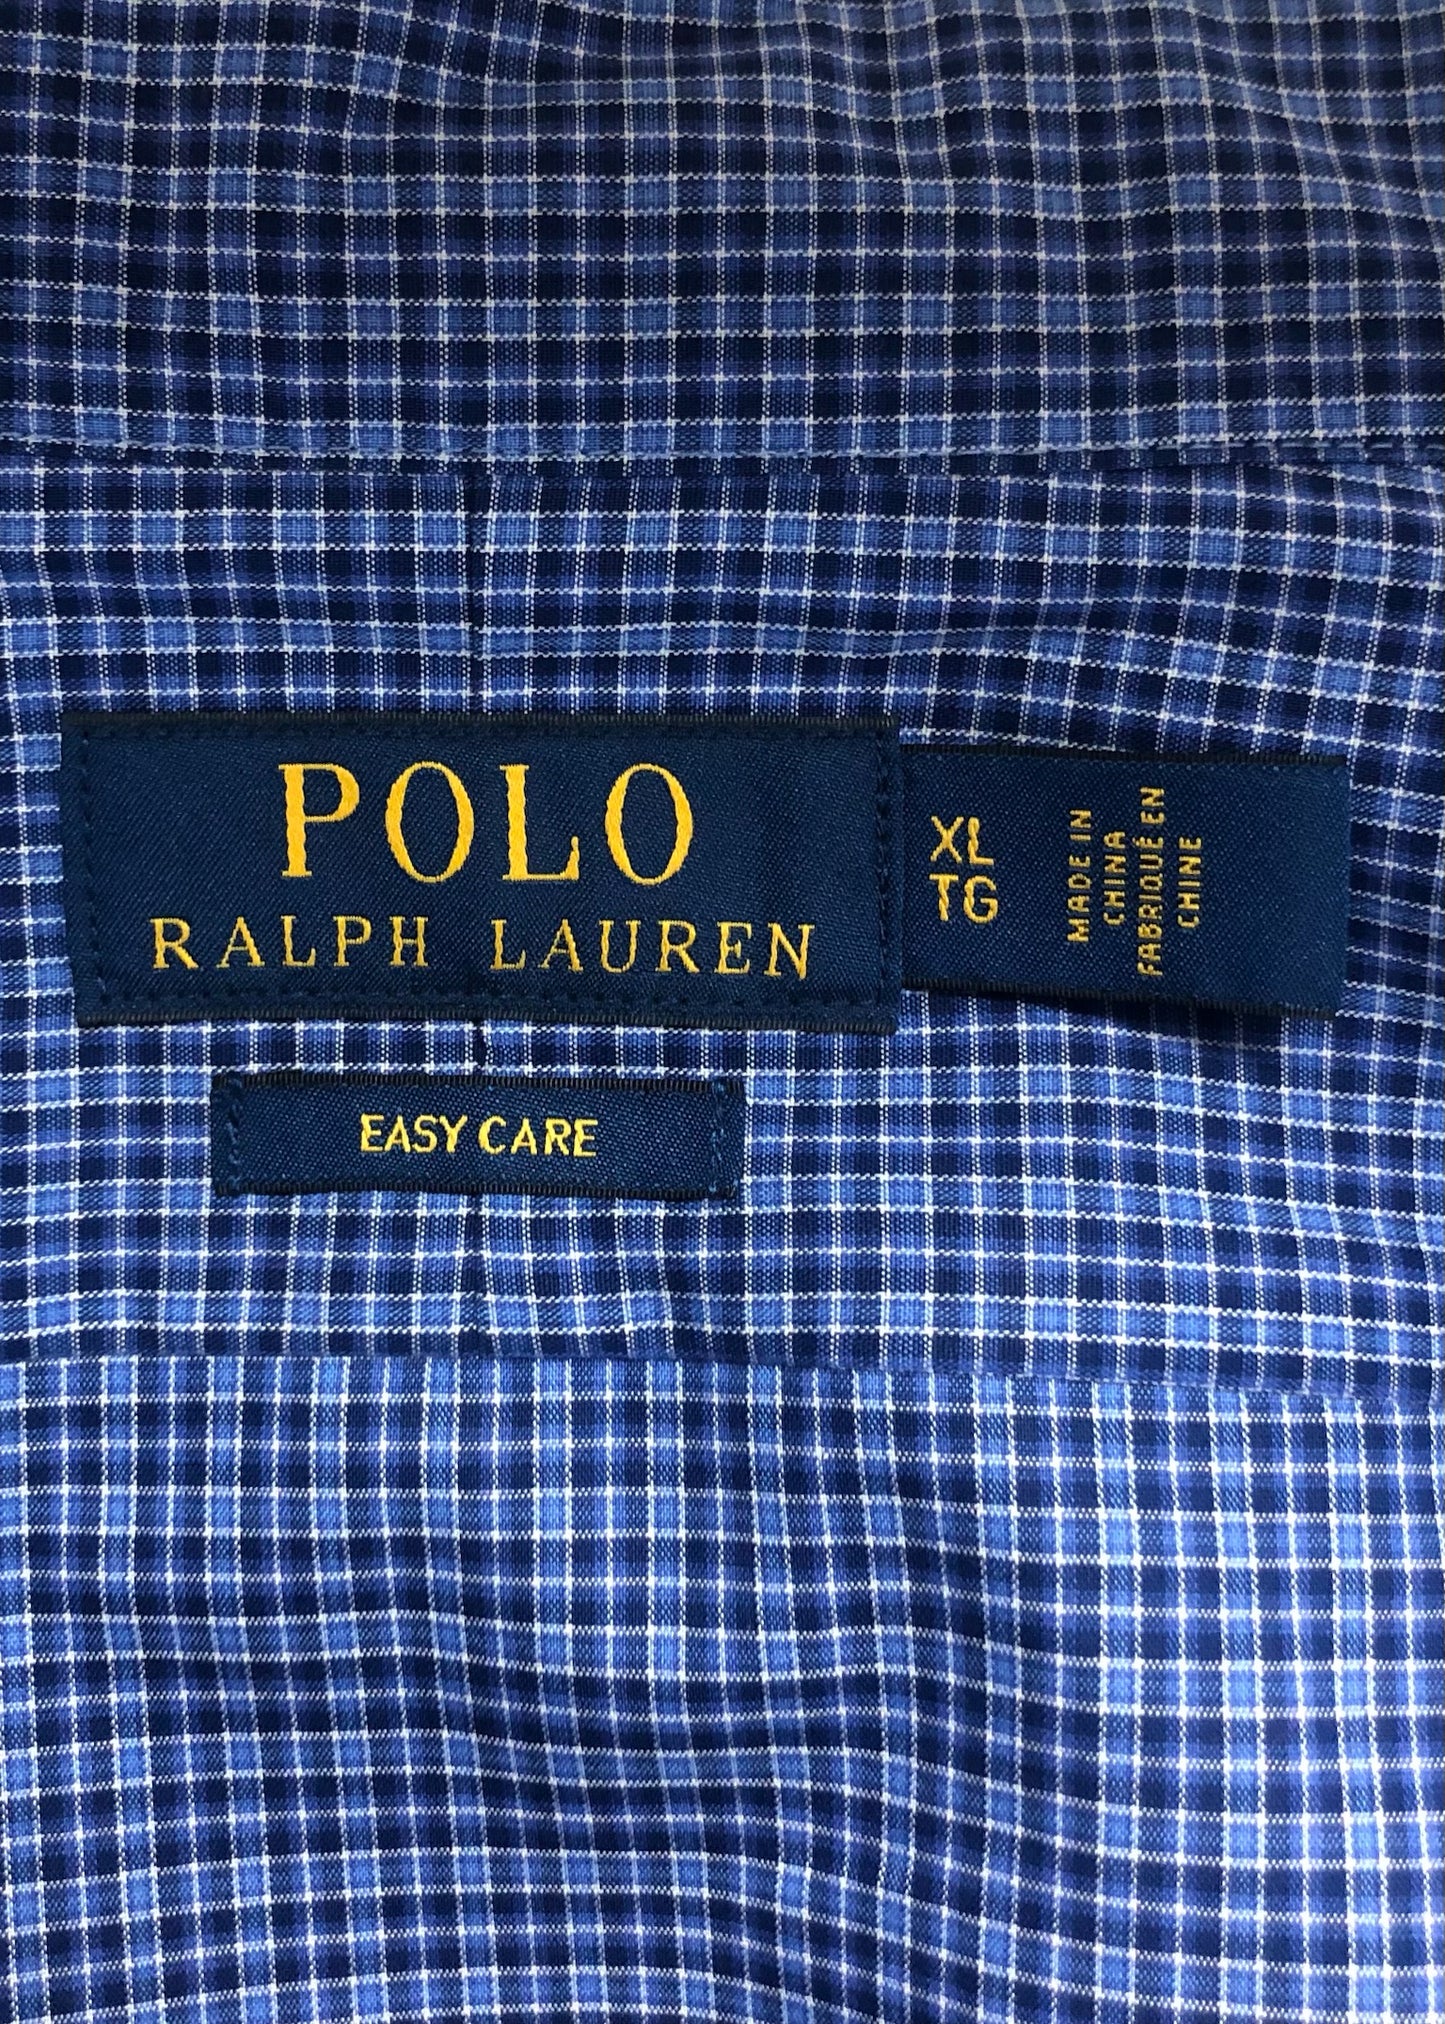 POLO
RALPH LAUREN
XL
TG
MADE IN
CHINA
FABRIQUÉ EN
CHINE
EASY CARE